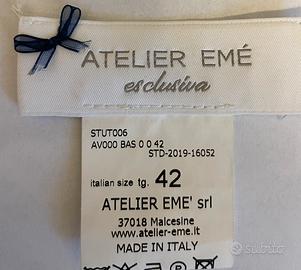 ATELIER EMÉ
esclusiva
STUT006
AV000 BAS 0 0 42
STD-2019-16052
italian size tg. 42
ATELIER EME' srl
37018 Malcesine
www.atelier-eme.it
MADE IN ITALY
subito